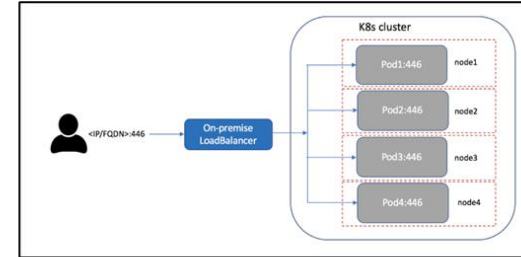 K8s cluster
Pod1:446
node1
Pod2:446
node2
<IP/FQDN>:446
On-premise
LoadBalancer
Pod3:446
node3
Pod4:446
node4